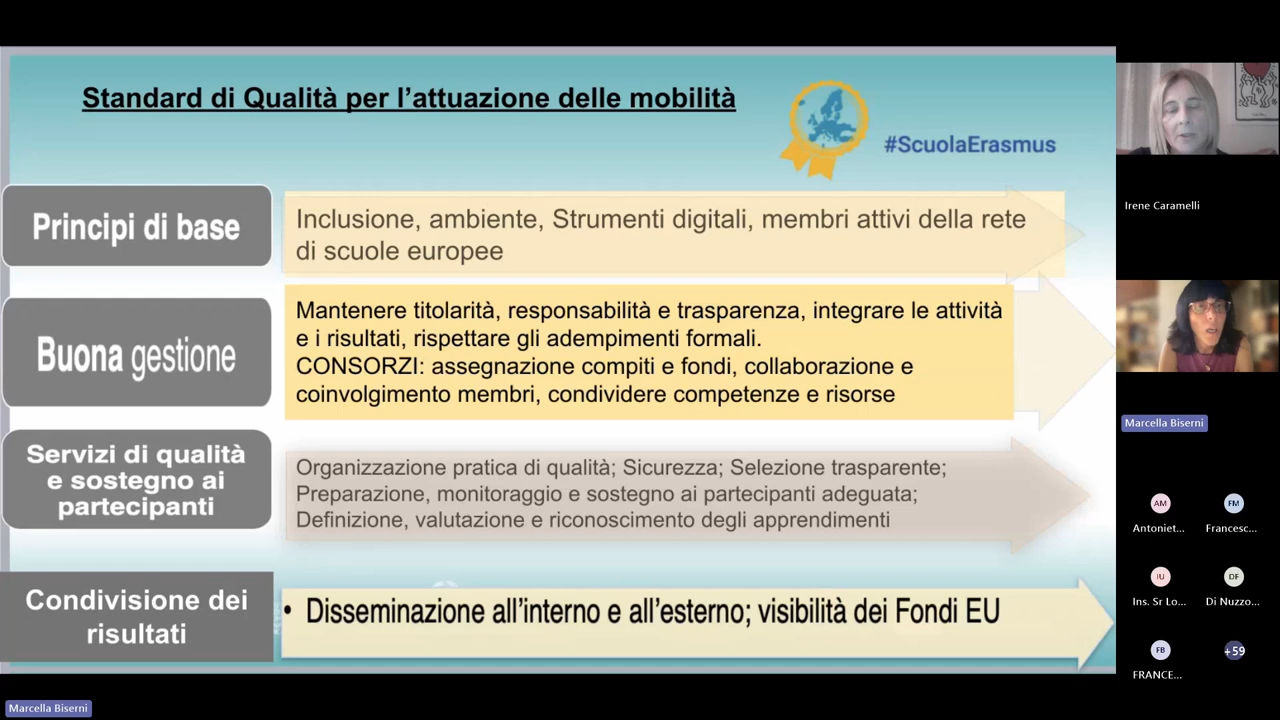 Standard di Qualità per l’attuazione delle mobilità
#ScuolaErasmus
Principi di base
Inclusione, ambiente, Strumenti digitali, membri attivi della rete
di scuole europee
Buona gestione
Mantenere titolarità, responsabilità e trasparenza, integrare le attività
e i risultati, rispettare gli adempimenti formali.
CONSORZI: assegnazione compiti e fondi, collaborazione e
coinvolgimento membri, condividere competenze e risorse
Servizi di qualità
e sostegno ai
partecipanti
Organizzazione pratica di qualità; Sicurezza; Selezione trasparente;
Preparazione, monitoraggio e sostegno ai partecipanti adeguata;
Definizione, valutazione e riconoscimento degli apprendimenti
Condivisione dei
risultati
• Disseminazione all’interno e all’esterno; visibilità dei Fondi EU
Irene Caramelli
Marcella Biserni
AM
FM
Antoniet...
Francesc...
IU
DF
Ins. Sr Lo...
Di Nuzzo...
FB
+59
FRANCE...
Marcella Biserni